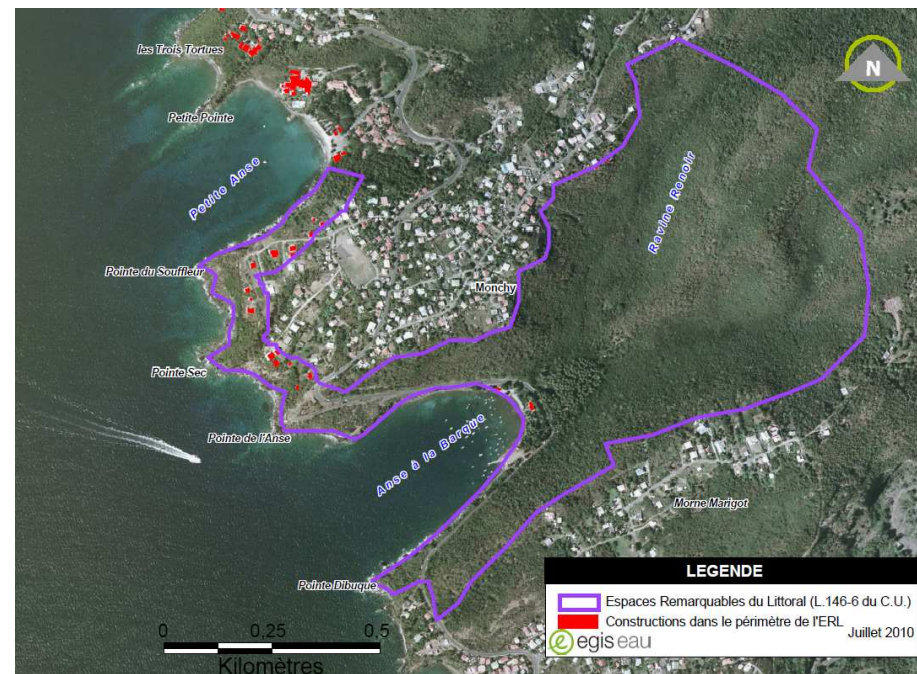 les Trois Tortues
N
Petite Pointe
Petite Anse
Ravine Renoir
Pointe du Souffleur
Monchy
Pointe Sec
Pointe de l'Anse
Anse à la Barque
Morne Marigot
Pointe Dibuque
0 0,25 0,5
Kilomètres
LEGENDE
Espaces Remarquables du Littoral (L.146-6 du C.U.)
Constructions dans le périmètre de l'ERL
egis eau Juillet 2010